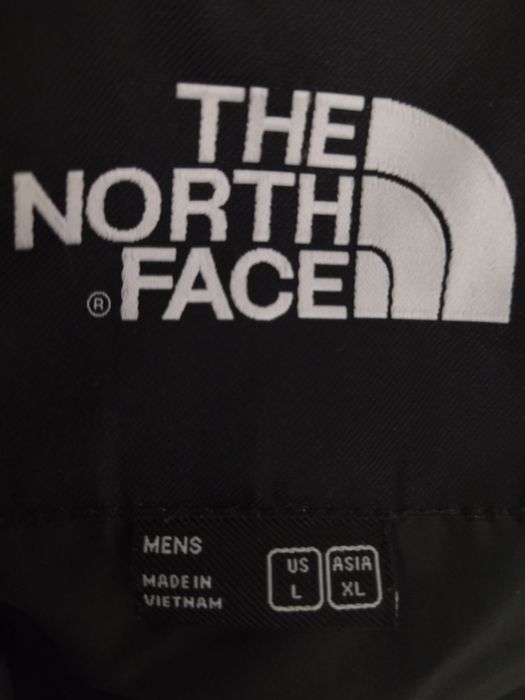 THE
NORTH
® FACE
MENS
MADE IN
VIETNAM
US
L
ASIA
XL